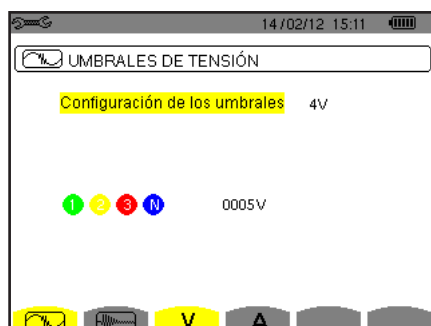 14/02/12 15:11
UMBRALES DE TENSIÓN
Configuración de los umbrales 4V
1 2 3 N 0005V
V A